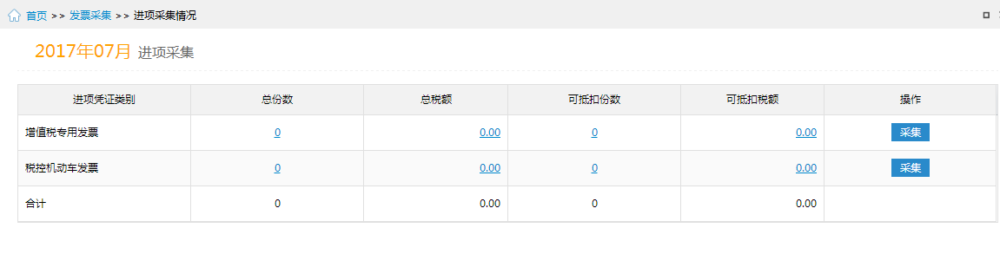 首页 >> 发票采集 >> 进项采集情况
2017年07月 进项采集
进项凭证类别 总份数 总税额 可抵扣份数 可抵扣税额 操作
增值税专用发票 0 0.00 0 0.00 采集
税控机动车发票 0 0.00 0 0.00 采集
合计 0 0.00 0 0.00